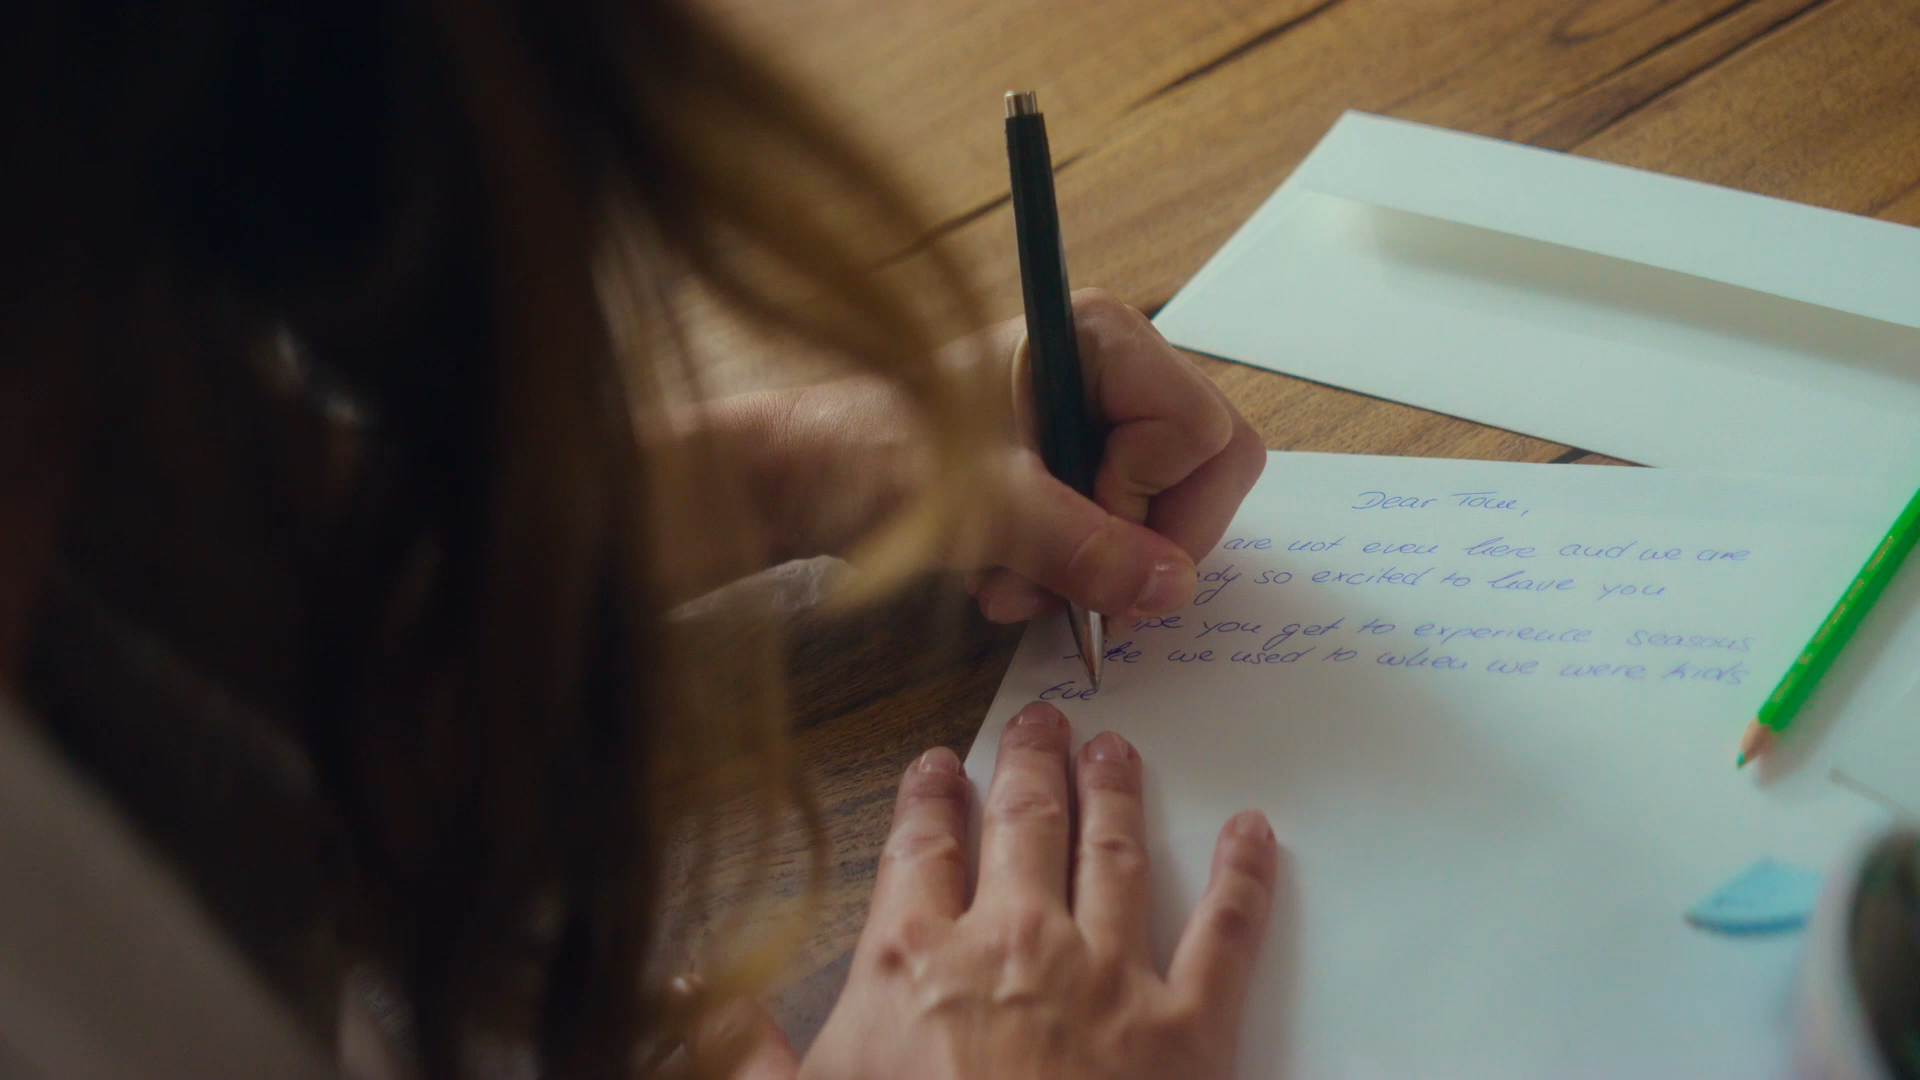 Dear Tom,
are not even here and we are
so excited to have you
you get to experience seasons
like we used to when we were kids
Eve